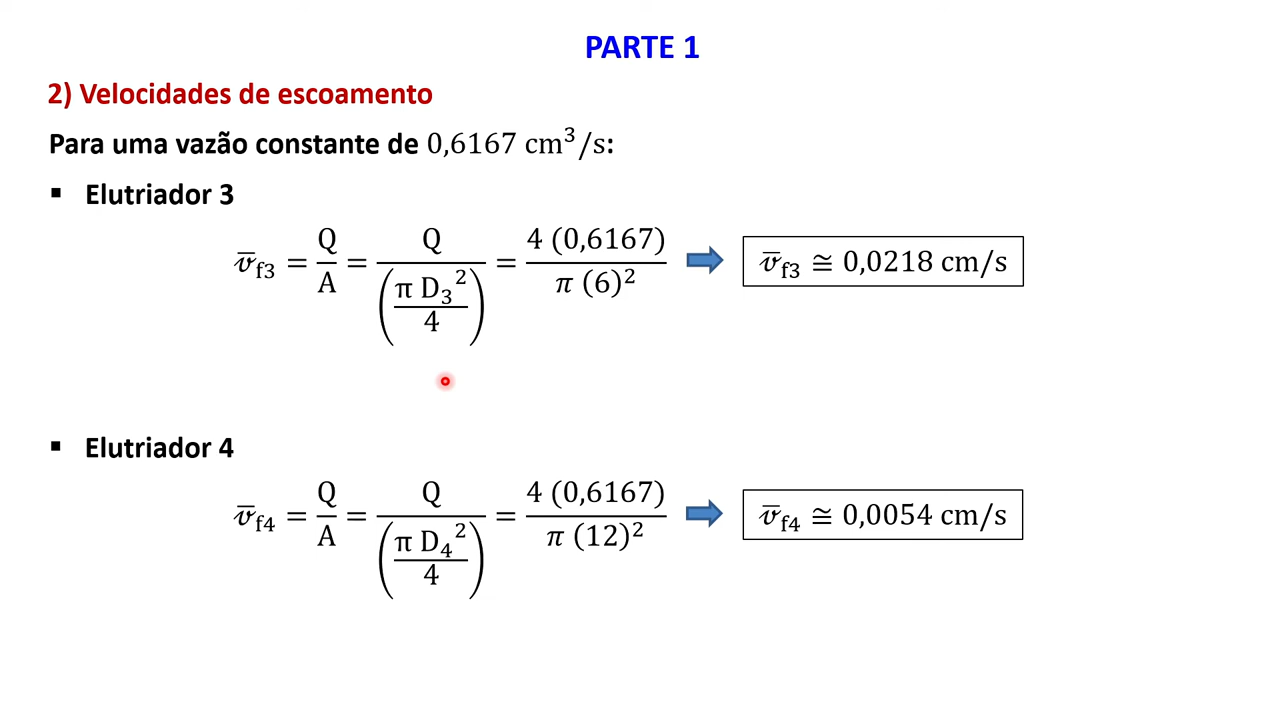 PARTE 1
2) Velocidades de escoamento
Para uma vazão constante de 0,6167 cm³/s:
▪ Elutriador 3
v̅f3 = Q/A = Q/(π D₃²/4) = 4 (0,6167)/π (6)² ➡ v̅f3 ≅ 0,0218 cm/s
▪ Elutriador 4
v̅f4 = Q/A = Q/(π D₄²/4) = 4 (0,6167)/π (12)² ➡ v̅f4 ≅ 0,0054 cm/s